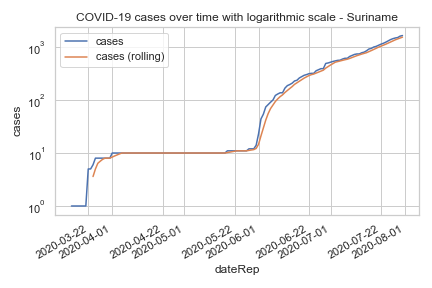 COVID-19 cases over time with logarithmic scale - Suriname
cases
cases (rolling)
10³
10²
10¹
10⁰
cases
2020-03-22
2020-04-01
2020-04-22
2020-05-01
2020-05-22
2020-06-01
2020-06-22
2020-07-01
2020-07-22
2020-08-01
dateRep